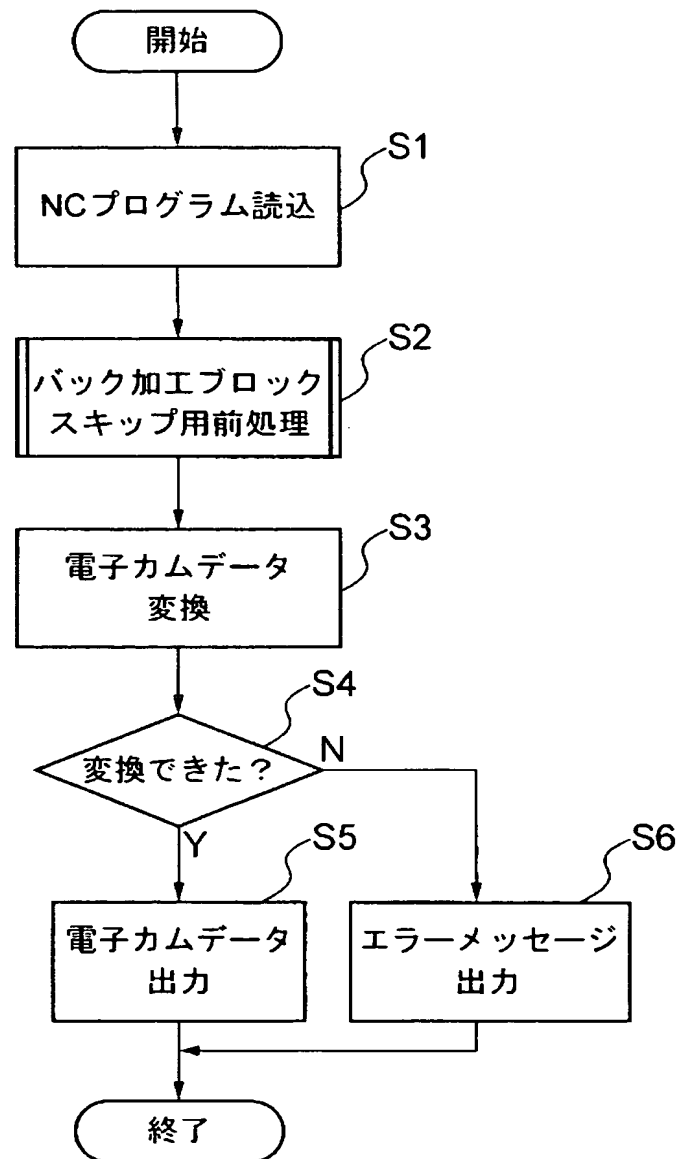 開始
S1
NCプログラム読込
S2
バック加工ブロック
スキップ用前処理
S3
電子カムデータ
変換
S4
変換できた？
N
Y
S5
電子カムデータ
出力
S6
エラーメッセージ
出力
終了